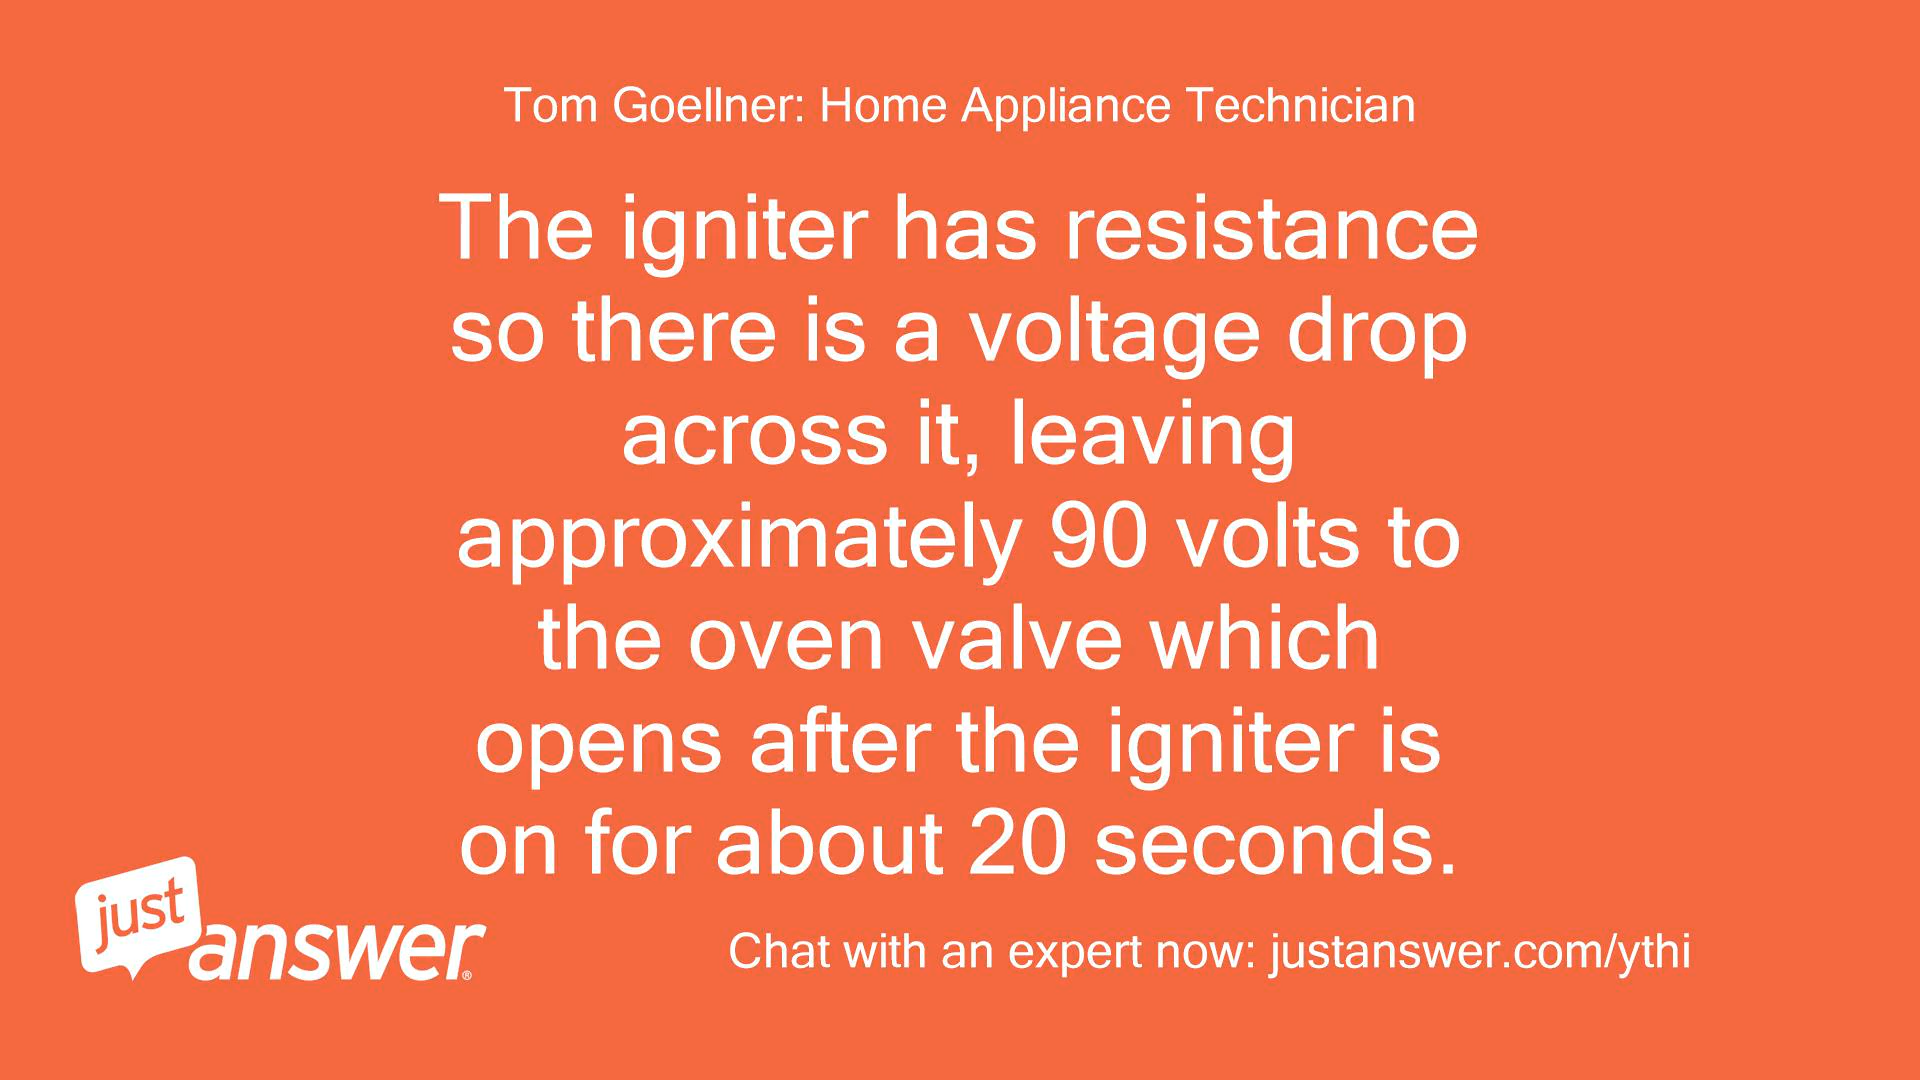 Tom Goellner: Home Appliance Technician
The igniter has resistance
so there is a voltage drop
across it, leaving
approximately 90 volts to
the oven valve which
opens after the igniter is
on for about 20 seconds.
just
answer®
Chat with an expert now: justanswer.com/ythi